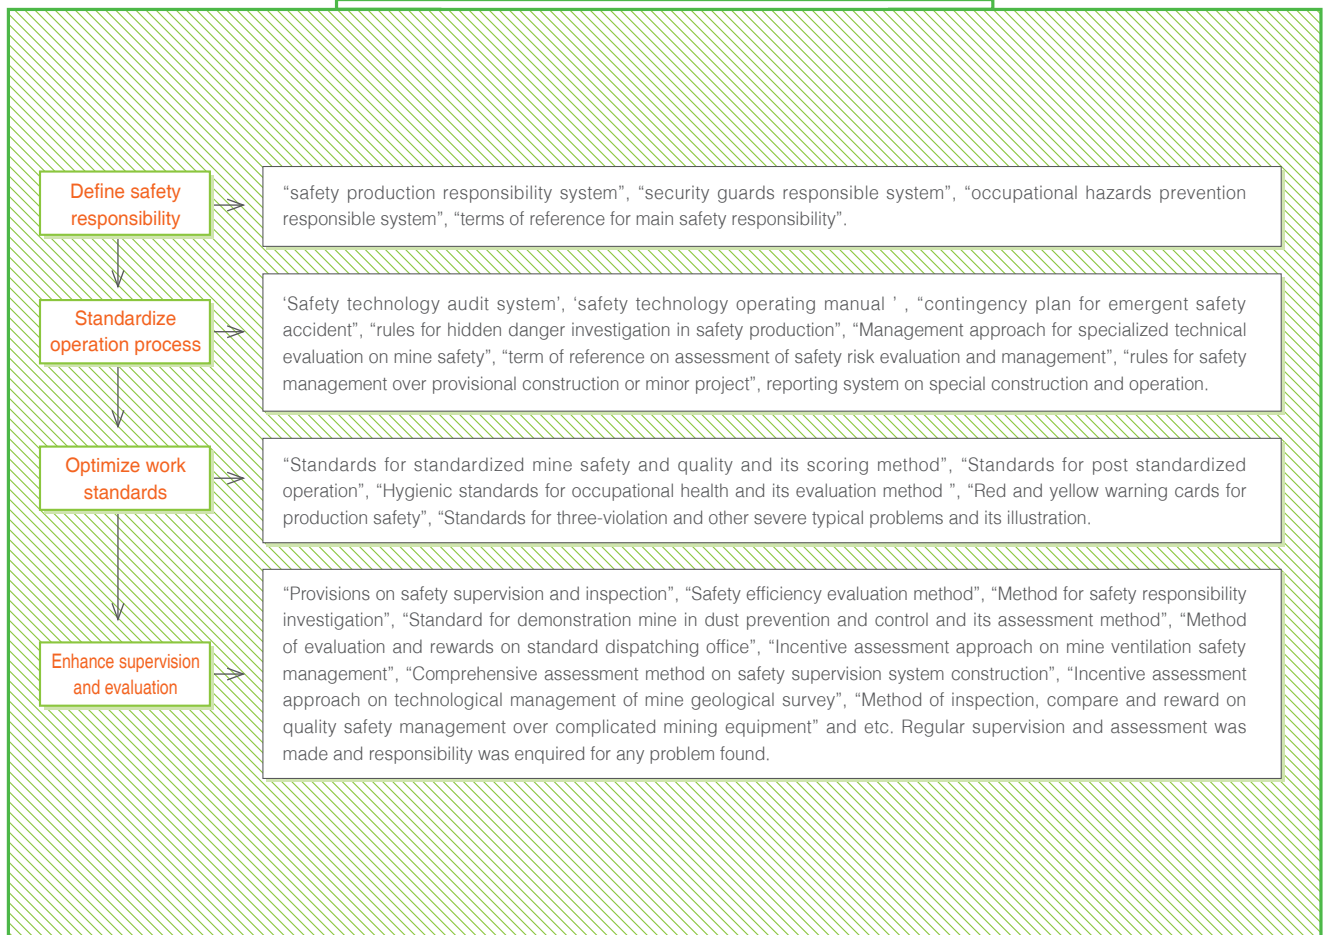 Define safety
responsibility
“safety production responsibility system”, “security guards responsible system”, “occupational hazards prevention
responsible system”, “terms of reference for main safety responsibility”.
Standardize
operation process
‘Safety technology audit system’, ‘safety technology operating manual ’ , “contingency plan for emergent safety
accident”, “rules for hidden danger investigation in safety production”, “Management approach for specialized technical
evaluation on mine safety”, “term of reference on assessment of safety risk evaluation and management”, “rules for safety
management over provisional construction or minor project”, reporting system on special construction and operation.
Optimize work
standards
“Standards for standardized mine safety and quality and its scoring method”, “Standards for post standardized
operation”, “Hygienic standards for occupational health and its evaluation method ”, “Red and yellow warning cards for
production safety”, “Standards for three-violation and other severe typical problems and its illustration.
Enhance supervision
and evaluation
“Provisions on safety supervision and inspection”, “Safety efficiency evaluation method”, “Method for safety responsibility
investigation”, “Standard for demonstration mine in dust prevention and control and its assessment method”, “Method
of evaluation and rewards on standard dispatching office”, “Incentive assessment approach on mine ventilation safety
management”, “Comprehensive assessment method on safety supervision system construction”, “Incentive assessment
approach on technological management of mine geological survey”, “Method of inspection, compare and reward on
quality safety management over complicated mining equipment” and etc. Regular supervision and assessment was
made and responsibility was enquired for any problem found.